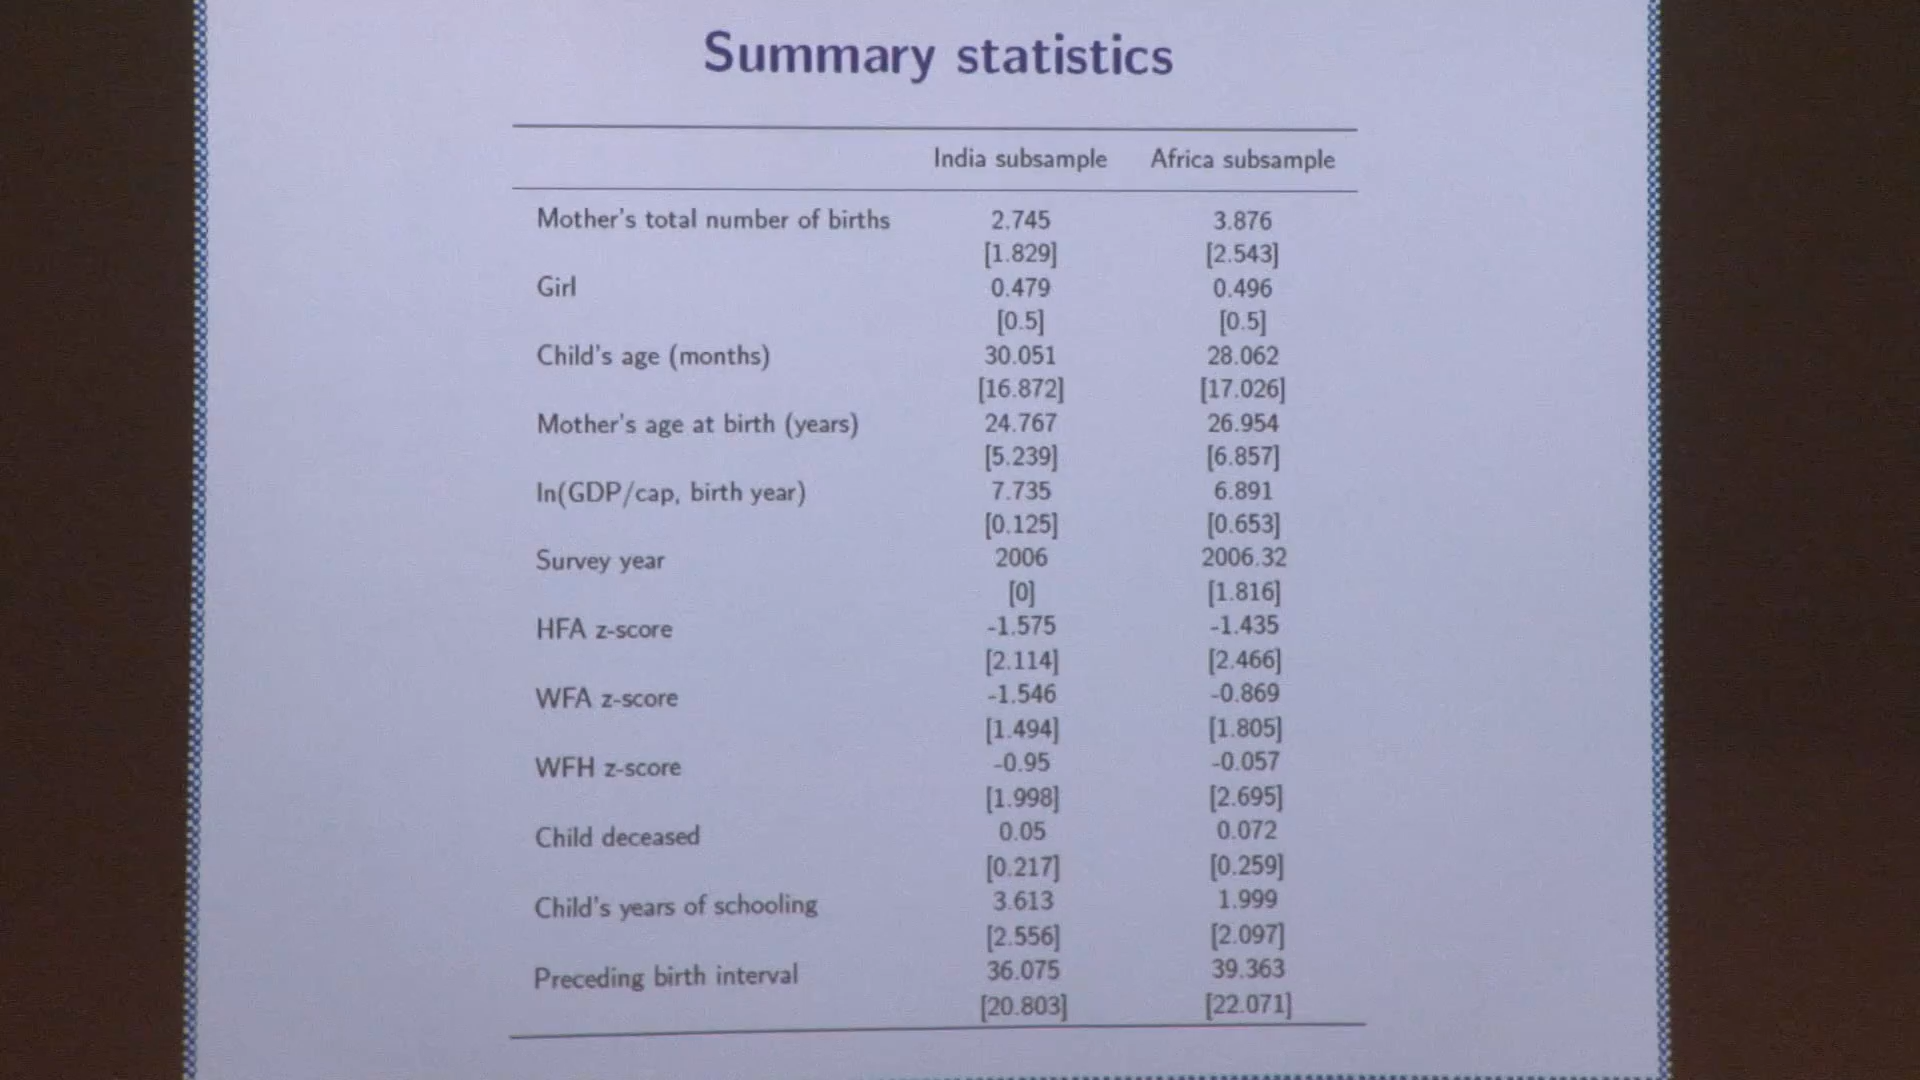 Summary statistics
India subsample Africa subsample
Mother's total number of births 2.745 3.876
[1.829] [2.543]
Girl 0.479 0.496
[0.5] [0.5]
Child's age (months) 30.051 28.062
[16.872] [17.026]
Mother's age at birth (years) 24.767 26.954
[5.239] [6.857]
ln(GDP/cap, birth year) 7.735 6.891
[0.125] [0.653]
Survey year 2006 2006.32
[0] [1.816]
HFA z-score -1.575 -1.435
[2.114] [2.466]
WFA z-score -1.546 -0.869
[1.494] [1.805]
WFH z-score -0.95 -0.057
[1.998] [2.695]
Child deceased 0.05 0.072
[0.217] [0.259]
Child's years of schooling 3.613 1.999
[2.556] [2.097]
Preceding birth interval 36.075 39.363
[20.803] [22.071]